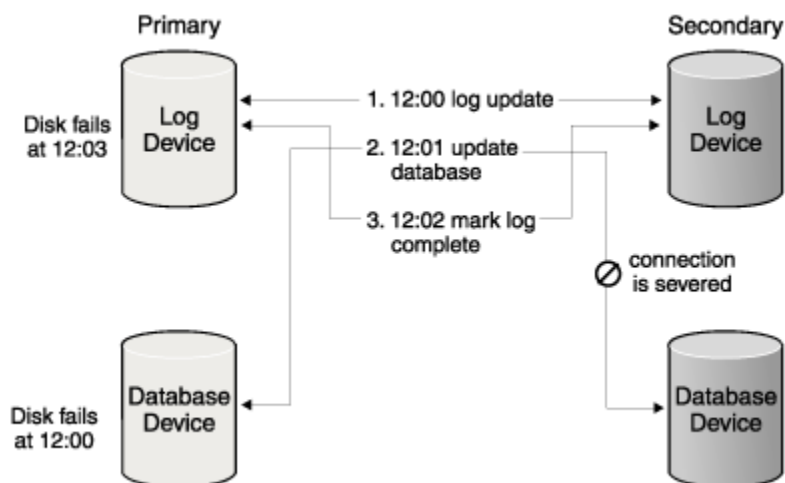 Primary
Secondary
Disk fails
at 12:03
Log
Device
1. 12:00 log update
2. 12:01 update
database
3. 12:02 mark log
complete
Log
Device
connection
is severed
Disk fails
at 12:00
Database
Device
Database
Device